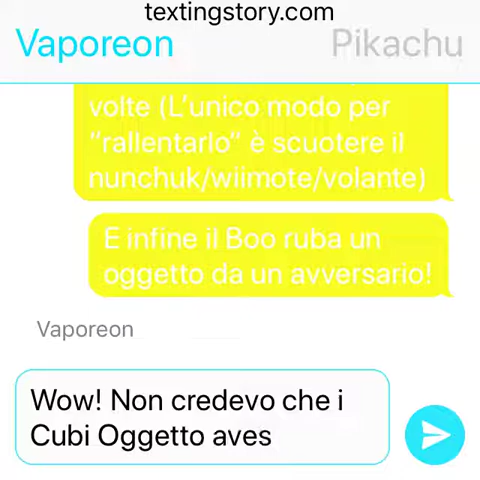 textingstory.com
Vaporeon Pikachu
volte (L'unico modo per
"rallentarlo" è scuotere il
nunchuk/wiimote/volante)
E infine il Boo ruba un
oggetto da un avversario!
Vaporeon
Wow! Non credevo che i
Cubi Oggetto aves